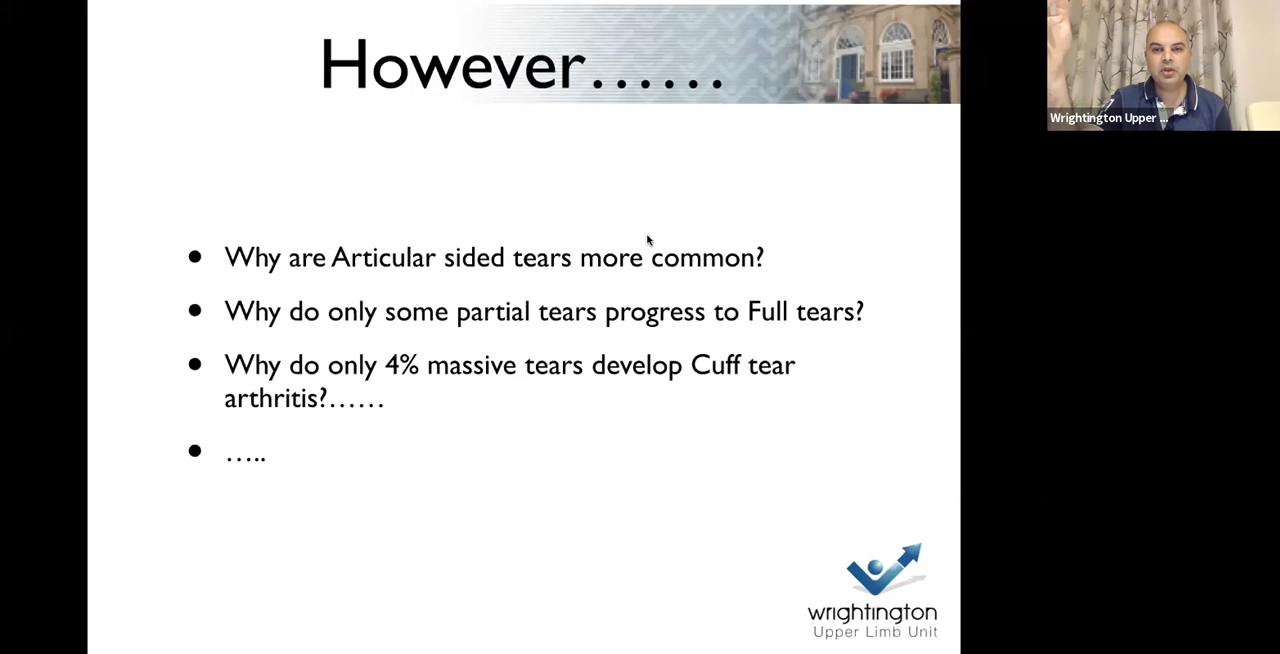 However......
Wrightington Upper ...
• Why are Articular sided tears more common?
• Why do only some partial tears progress to Full tears?
• Why do only 4% massive tears develop Cuff tear
arthritis?......
• .....
wrightington
Upper Limb Unit